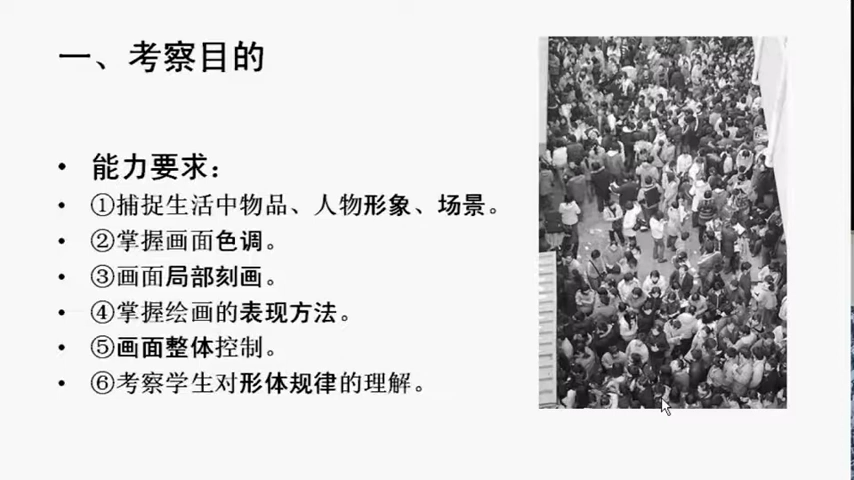 一、考察目的
• 能力要求：
• ①捕捉生活中物品、人物形象、场景。
• ②掌握画面色调。
• ③画面局部刻画。
• ④掌握绘画的表现方法。
• ⑤画面整体控制。
• ⑥考察学生对形体规律的理解。